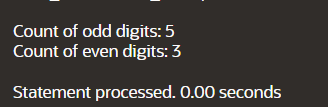 Count of odd digits: 5
Count of even digits: 3
Statement processed. 0.00 seconds